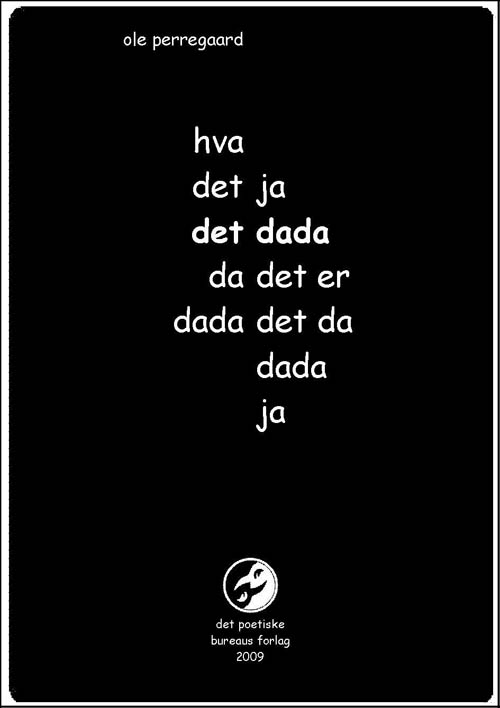 ole perregaard
hva
det ja
det dada
da det er
dada det da
dada
ja
det poetiske
bureaus forlag
2009